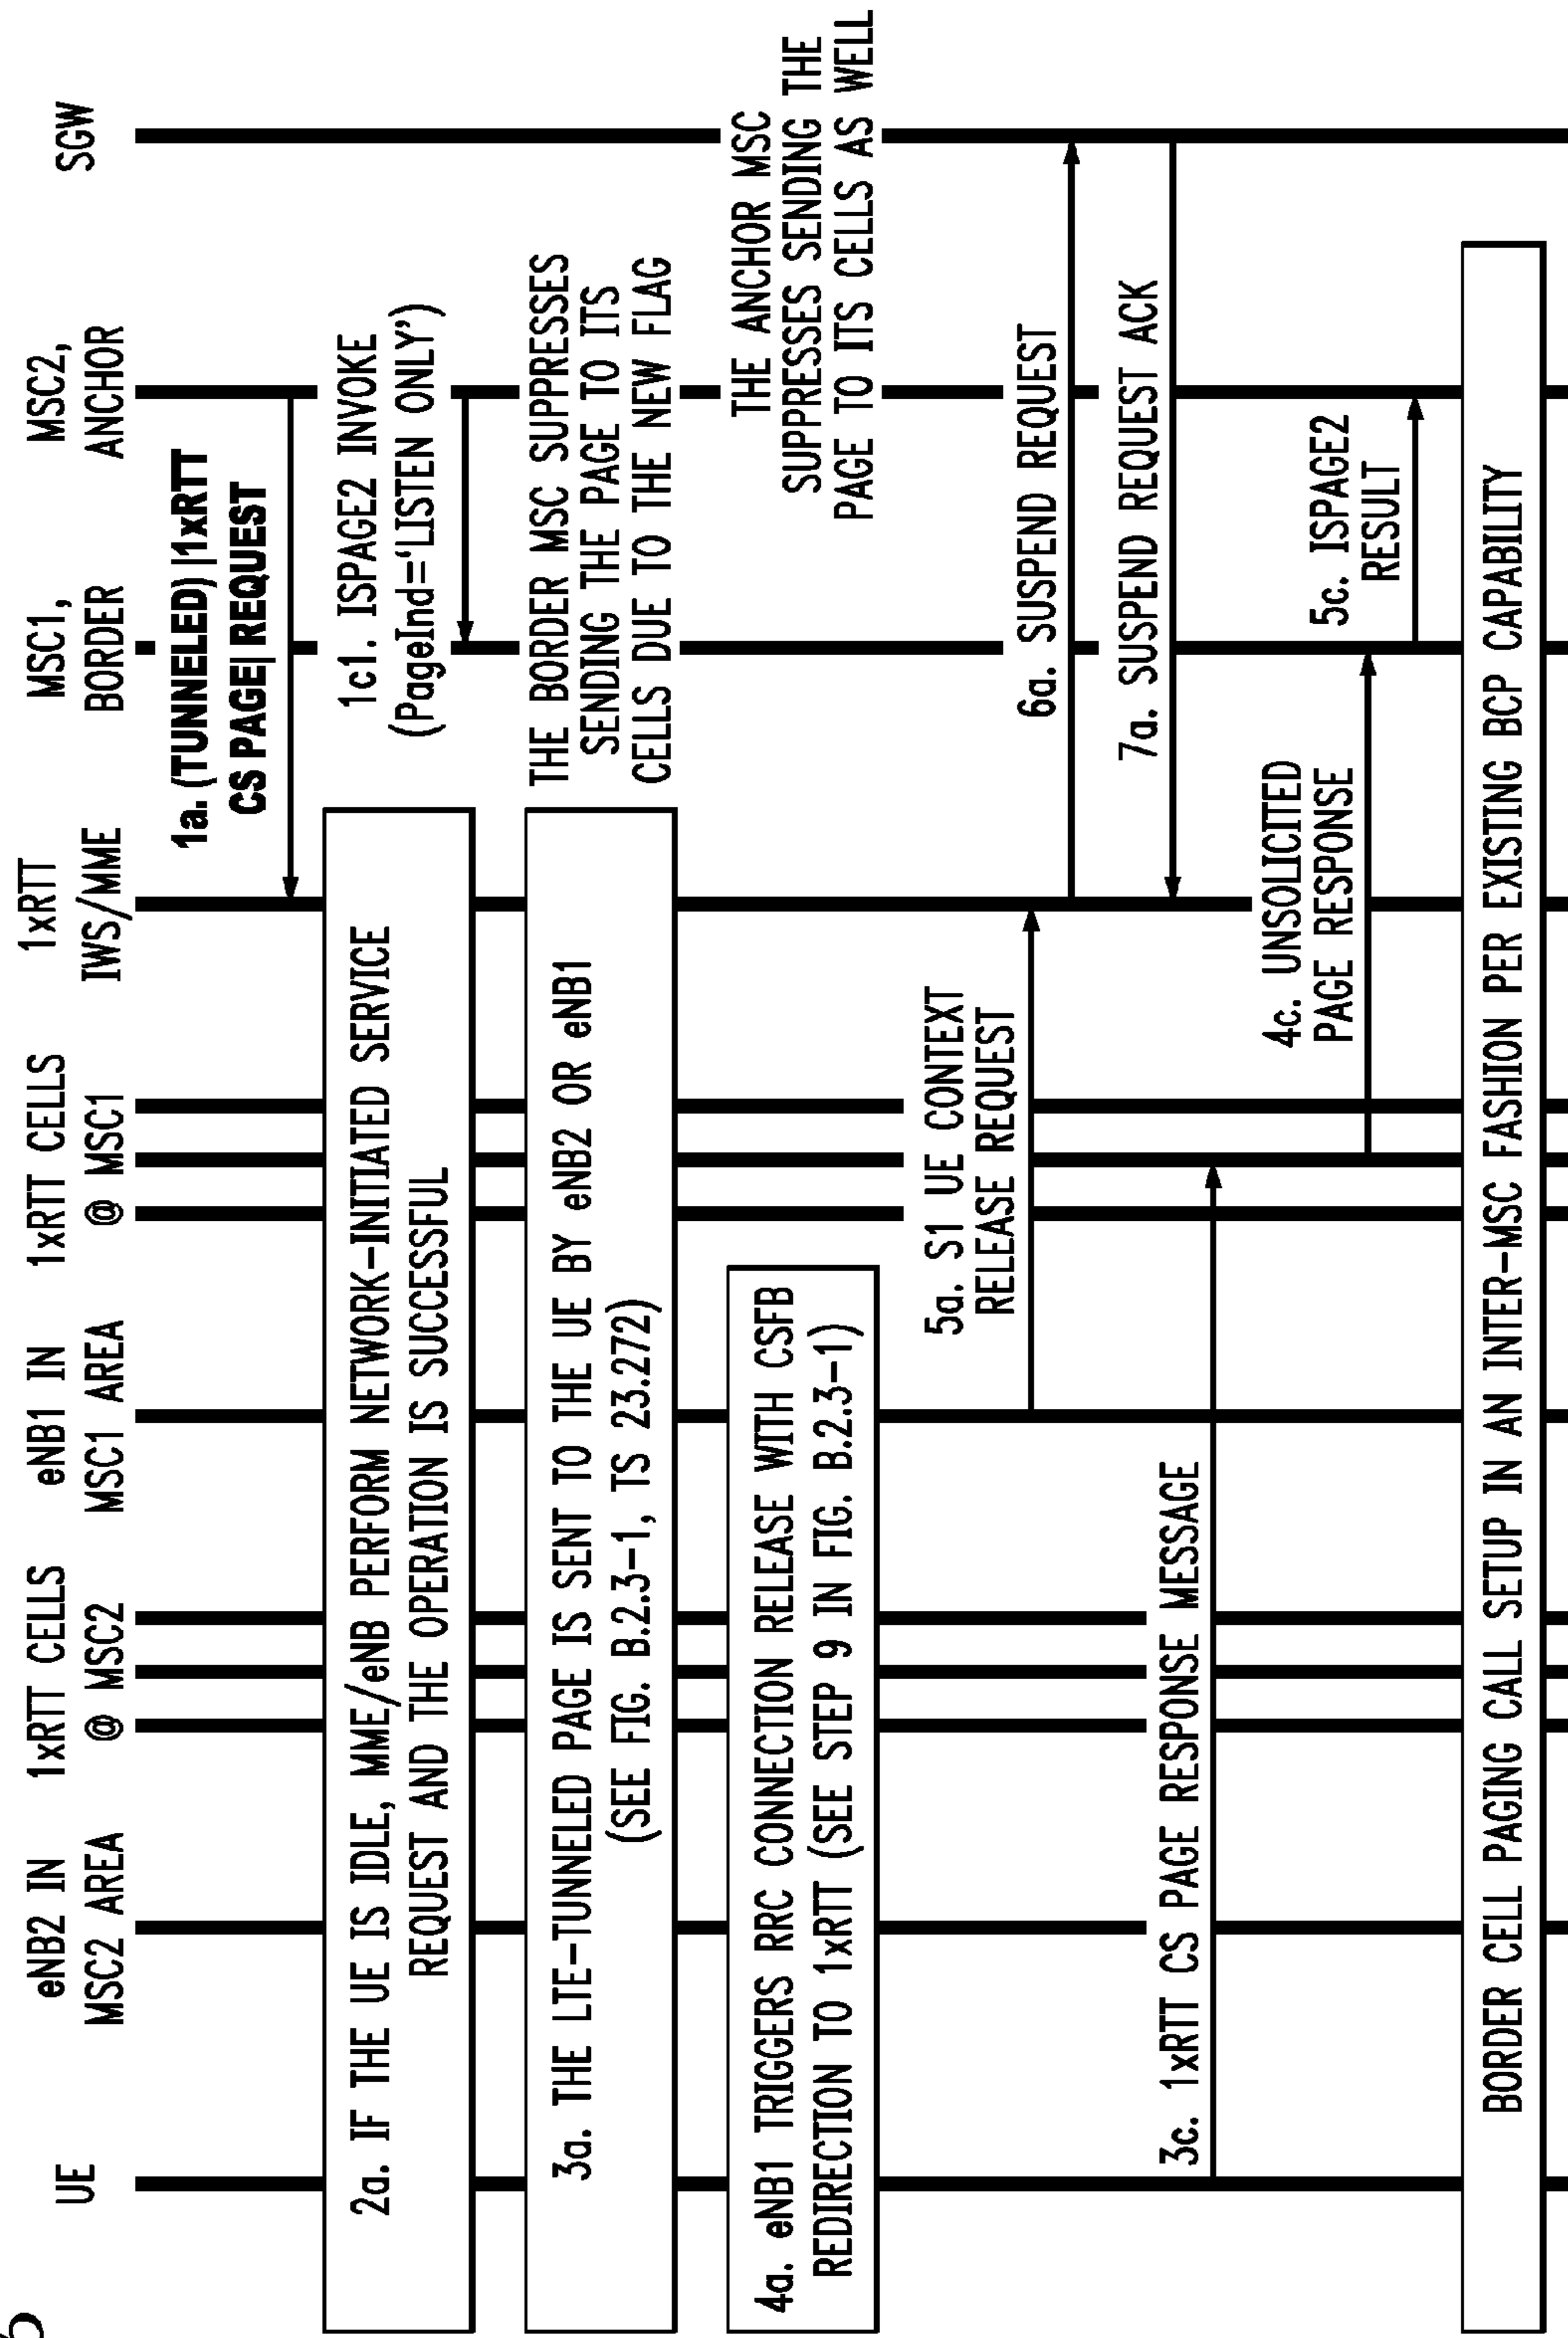 UE
eNB2 IN
MSC2 AREA
1xRTT CELLS
@ MSC2
eNB1 IN
MSC1 AREA
1xRTT CELLS
@ MSC1
1xRTT
IWS/MME
MSC1,
BORDER
MSC2,
ANCHOR
SGW
1a. (TUNNELED) |1xRTT
CS PAGE| REQUEST
2a. IF THE UE IS IDLE, MME/eNB PERFORM NETWORK-INITIATED SERVICE
REQUEST AND THE OPERATION IS SUCCESSFUL
1c1. ISPAGE2 INVOKE
(PageInd='LISTEN ONLY')
3a. THE LTE-TUNNELED PAGE IS SENT TO THE UE BY eNB2 OR eNB1
(SEE FIG. B.2.3-1, TS 23.272)
THE BORDER MSC SUPPRESSES
SENDING THE PAGE TO ITS
CELLS DUE TO THE NEW FLAG
4a. eNB1 TRIGGERS RRC CONNECTION RELEASE WITH CSFB
REDIRECTION TO 1xRTT (SEE STEP 9 IN FIG. B.2.3-1)
THE ANCHOR MSC
SUPPRESSES SENDING THE
PAGE TO ITS CELLS AS WELL
5a. S1 UE CONTEXT
RELEASE REQUEST
6a. SUSPEND REQUEST
7a. SUSPEND REQUEST ACK
3c. 1xRTT CS PAGE RESPONSE MESSAGE
4c. UNSOLICITED
PAGE RESPONSE
5c. ISPAGE2
RESULT
BORDER CELL PAGING CALL SETUP IN AN INTER-MSC FASHION PER EXISTING BCP CAPABILITY